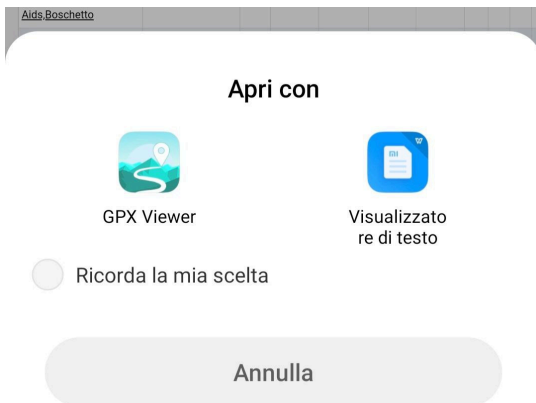 Aids,Boschetto
Apri con
GPX Viewer
Visualizzato
re di testo
Ricorda la mia scelta
Annulla